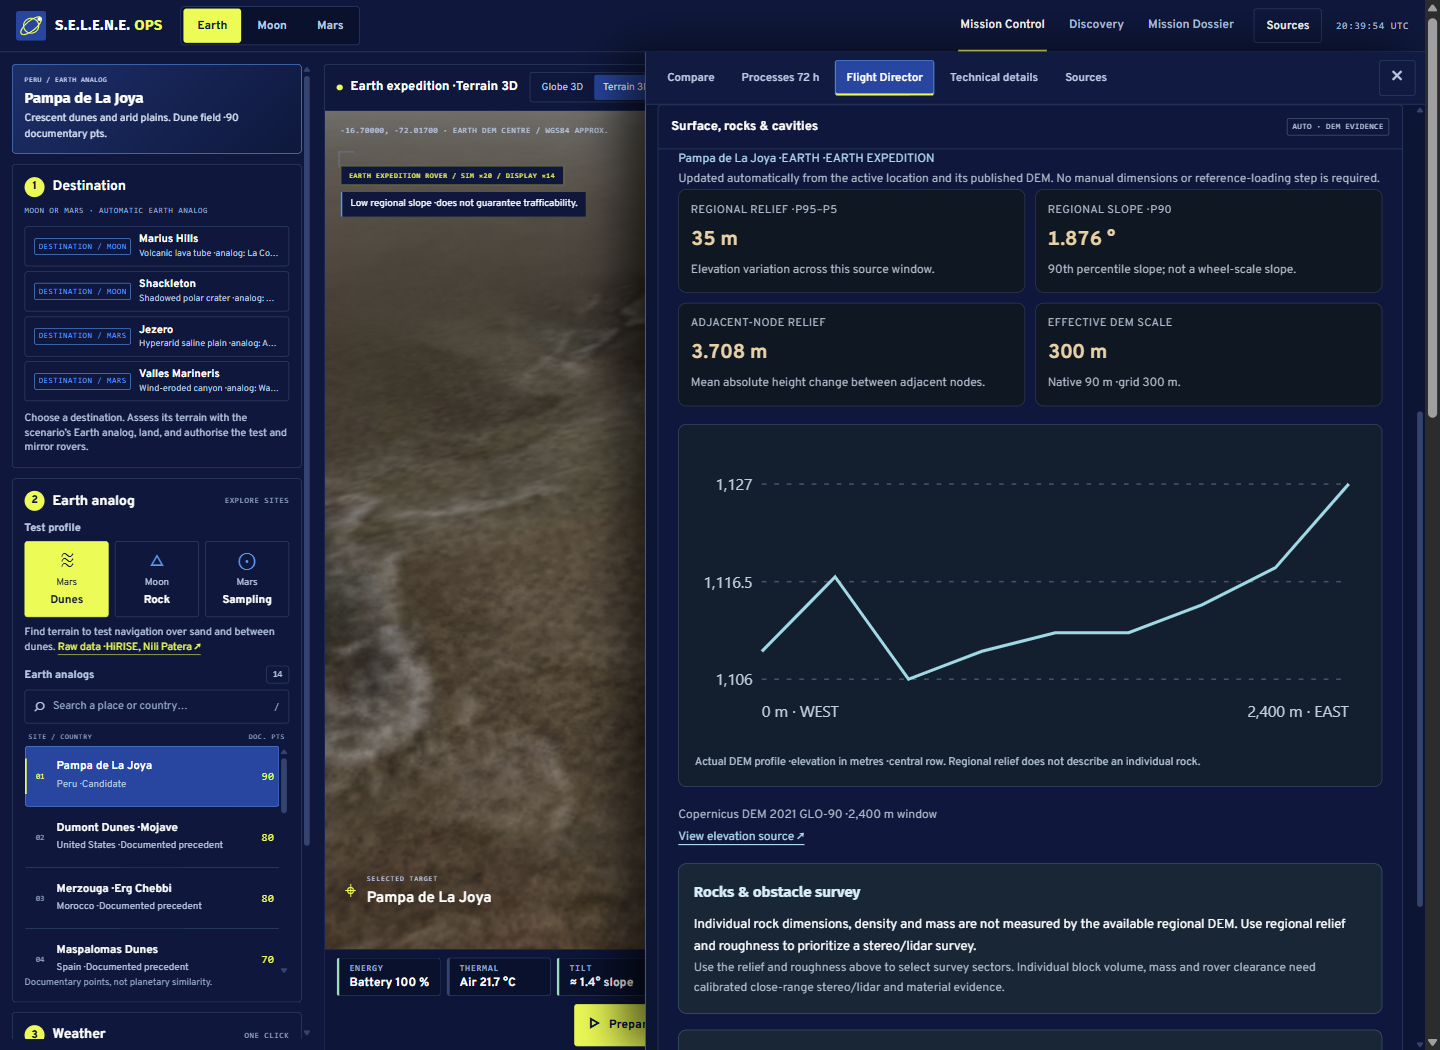 S.E.L.E.N.E. OPS
Earth
Moon
Mars
Mission Control
Discovery
Mission Dossier
Sources
20:39:54 UTC
PERU / EARTH ANALOG
Pampa de La Joya
Crescent dunes and arid plains. Dune field ·90
documentary pts.
1 Destination
MOON OR MARS · AUTOMATIC EARTH ANALOG
DESTINATION / MOON
Marius Hills
Volcanic lava tube ·analog: La Co...
DESTINATION / MOON
Shackleton
Shadowed polar crater ·analog: ...
DESTINATION / MARS
Jezero
Hyperarid saline plain ·analog: A...
DESTINATION / MARS
Valles Marineris
Wind-eroded canyon ·analog: Wa...
Choose a destination. Assess its terrain with the
scenario's Earth analog, land, and authorise the test and
mirror rovers.
2 Earth analog
EXPLORE SITES
Test profile
Mars
Dunes
Moon
Rock
Mars
Sampling
Find terrain to test navigation over sand and between
dunes. Raw data ·HiRISE, Nili Patera ↗
Earth analogs
14
Search a place or country...
/
SITE / COUNTRY
DOC. PTS
01
Pampa de La Joya
Peru ·Candidate
90
02
Dumont Dunes ·Mojave
United States ·Documented precedent
80
03
Merzouga ·Erg Chebbi
Morocco ·Documented precedent
80
04
Maspalomas Dunes
Spain ·Documented precedent
70
Documentary points, not planetary similarity.
3 Weather
ONE CLICK
Earth expedition ·Terrain 3D
Globe 3D
Terrain 3
-16.70000, -72.01700 · EARTH DEM CENTRE / WGS84 APPROX.
EARTH EXPEDITION ROVER / SIM ×20 / DISPLAY ×14
Low regional slope ·does not guarantee trafficability.
SELECTED TARGET
Pampa de La Joya
ENERGY
Battery 100 %
THERMAL
Air 21.7 °C
TILT
≈ 1.4° slope
Prepar
Compare
Processes 72 h
Flight Director
Technical details
Sources
✕
Surface, rocks & cavities
AUTO · DEM EVIDENCE
Pampa de La Joya ·EARTH ·EARTH EXPEDITION
Updated automatically from the active location and its published DEM. No manual dimensions or reference-loading step is required.
REGIONAL RELIEF ·P95–P5
35 m
Elevation variation across this source window.
REGIONAL SLOPE ·P90
1.876 °
90th percentile slope; not a wheel-scale slope.
ADJACENT-NODE RELIEF
3.708 m
Mean absolute height change between adjacent nodes.
EFFECTIVE DEM SCALE
300 m
Native 90 m ·grid 300 m.
1,127
1,116.5
1,106
0 m · WEST
2,400 m · EAST
Actual DEM profile ·elevation in metres ·central row. Regional relief does not describe an individual rock.
Copernicus DEM 2021 GLO-90 ·2,400 m window
View elevation source ↗
Rocks & obstacle survey
Individual rock dimensions, density and mass are not measured by the available regional DEM. Use regional relief
and roughness to prioritize a stereo/lidar survey.
Use the relief and roughness above to select survey sectors. Individual block volume, mass and rover clearance need
calibrated close-range stereo/lidar and material evidence.